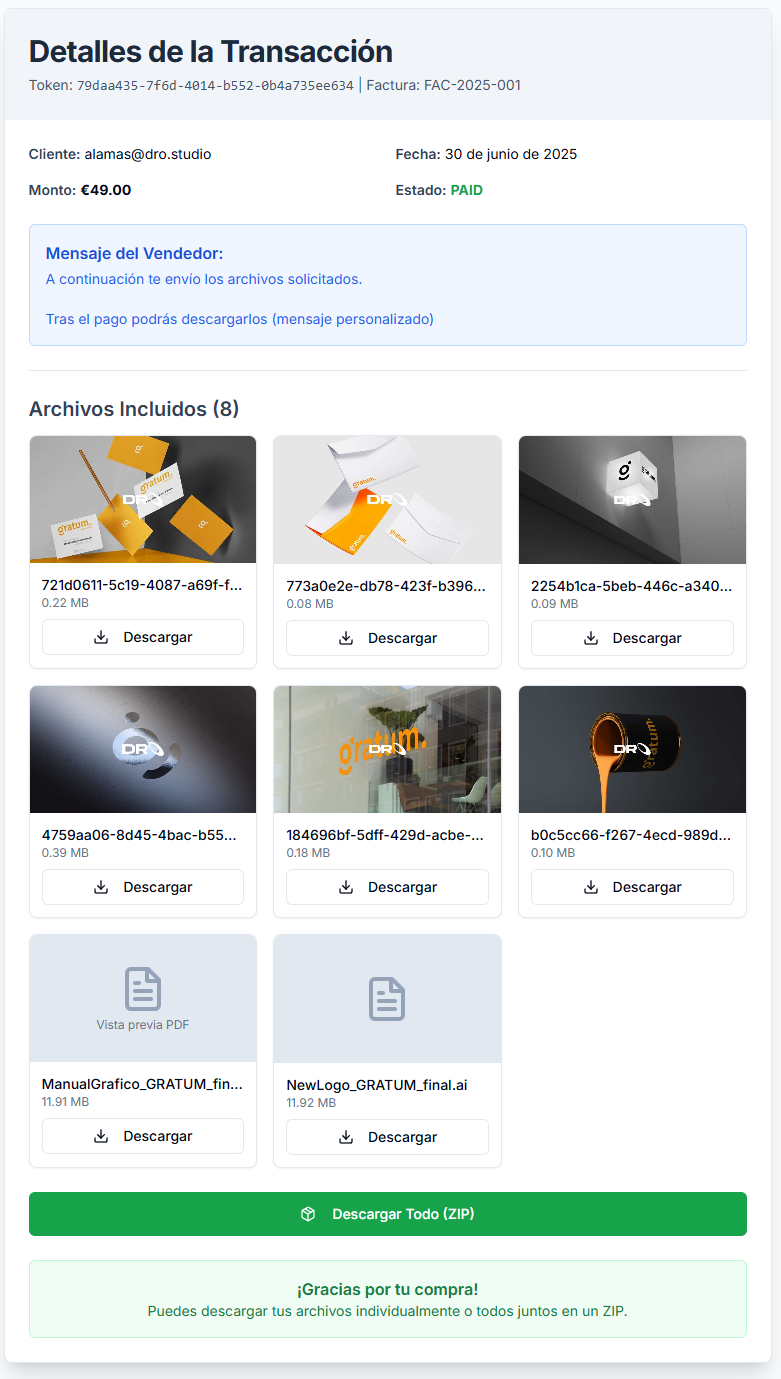 Detalles de la Transacción
Token: 79daa435-7f6d-4014-b552-0b4a735ee634 | Factura: FAC-2025-001
Cliente: alamas@dro.studio
Fecha: 30 de junio de 2025
Monto: €49.00
Estado: PAID
Mensaje del Vendedor:
A continuación te envío los archivos solicitados.
Tras el pago podrás descargarlos (mensaje personalizado)
Archivos Incluidos (8)
gratum.
gratum.
DRO
gratum.
gratum.
DRO
g
DRO
721d0611-5c19-4087-a69f-f...
773a0e2e-db78-423f-b396...
2254b1ca-5beb-446c-a340...
0.22 MB
0.08 MB
0.09 MB
Descargar
Descargar
Descargar
DRO
gratum.
DRO
gratum.
DRO
4759aa06-8d45-4bac-b55...
184696bf-5dff-429d-acbe-...
b0c5cc66-f267-4ecd-989d...
0.39 MB
0.18 MB
0.10 MB
Descargar
Descargar
Descargar
Vista previa PDF
ManualGrafico_GRATUM_fin...
NewLogo_GRATUM_final.ai
11.91 MB
11.92 MB
Descargar
Descargar
Descargar Todo (ZIP)
¡Gracias por tu compra!
Puedes descargar tus archivos individualmente o todos juntos en un ZIP.